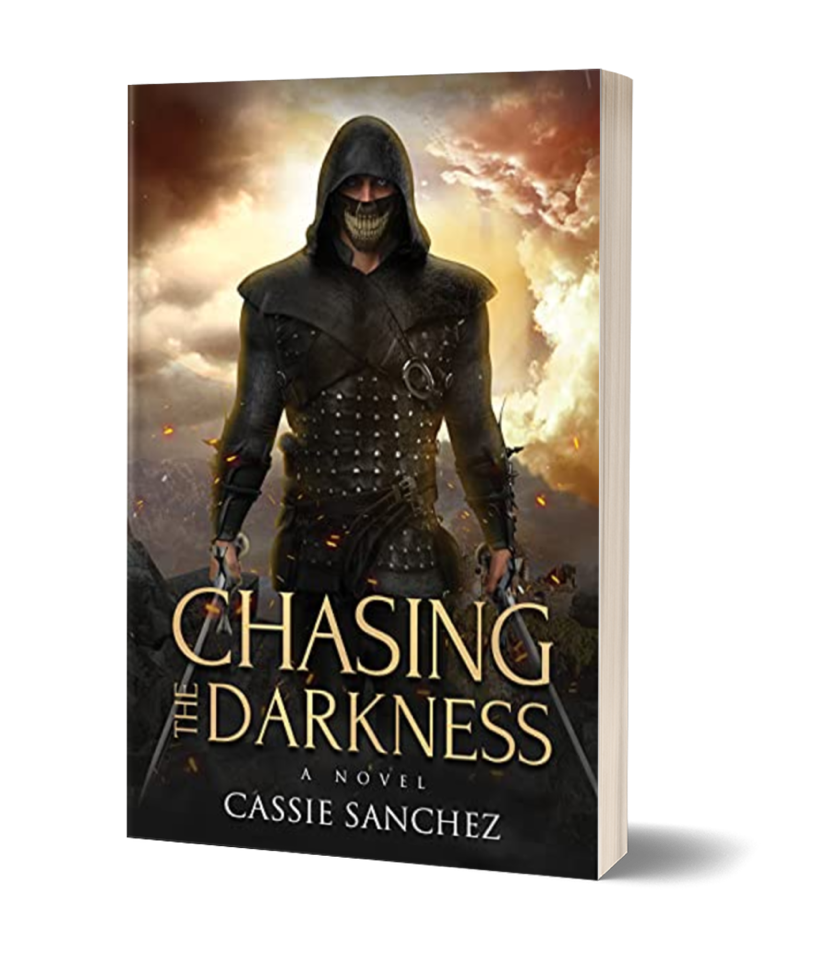 CHASING
THE DARKNESS
A NOVEL
CASSIE SANCHEZ